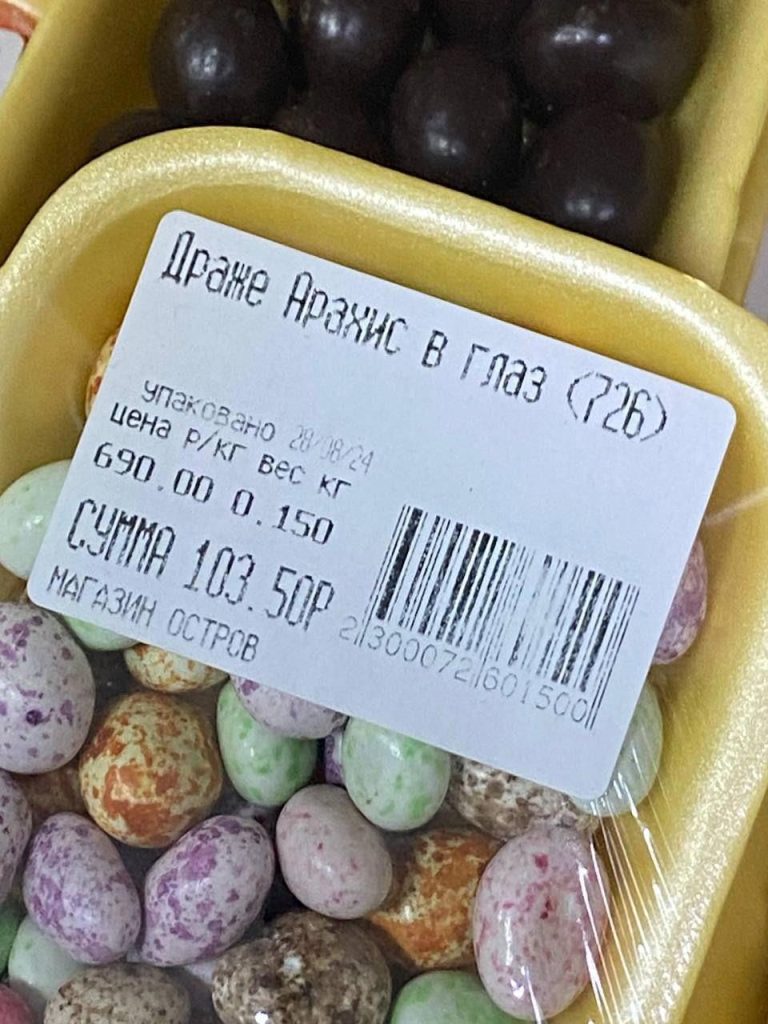 Драже Арахис в глаз (726)
упаковано 28/08/24
цена р/кг вес кг
690.00 0.150
СУММА 103.50Р
МАГАЗИН ОСТРОВ
2300072601500